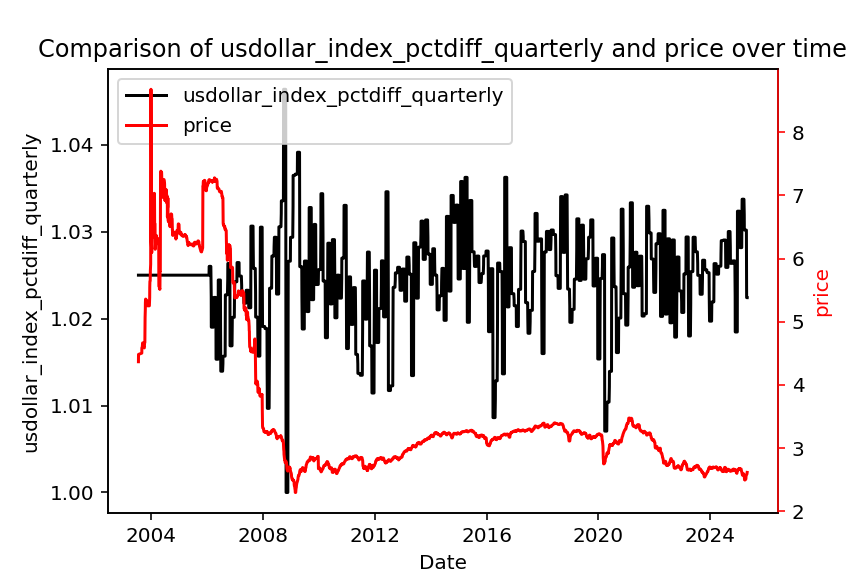 Comparison of usdollar_index_pctdiff_quarterly and price over time
usdollar_index_pctdiff_quarterly
price
usdollar_index_pctdiff_quarterly
1.04
1.03
1.02
1.01
1.00
8
7
6
5
4
3
2
price
2004 2008 2012 2016 2020 2024
Date